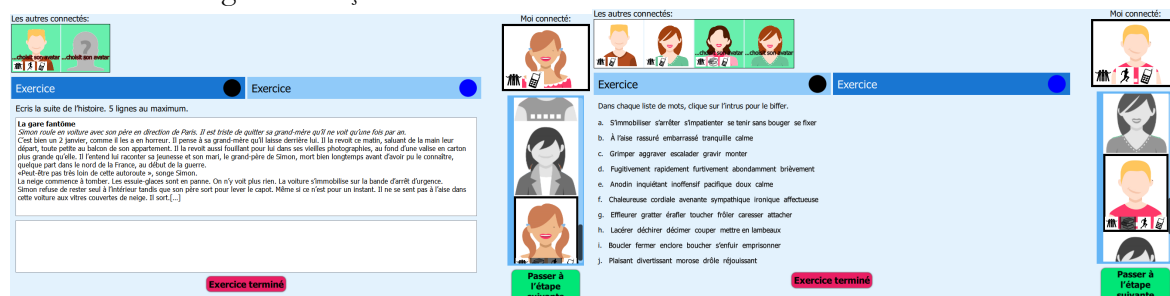 Les autres connectés:
Moi connecté:
...choisit son avatar
...choisit son avatar
Exercice
Exercice
Ecris la suite de l'histoire. 5 lignes au maximum.
La gare fantôme
Simon roule en voiture avec son père en direction de Paris. Il est triste de quitter sa grand-mère qu'il ne voit qu'une fois par an.
C'est bien un 2 janvier, comme il les a en horreur. Il pense à sa grand-mère qu'il laisse derrière lui. Il la revoit ce matin, saluant de la main leur
départ, toute petite au balcon de son appartement. Il la revoit aussi fouillant pour lui dans ses vieilles photographies, au fond d'une valise en carton
plus grande qu'elle. Il l'entend lui raconter sa jeunesse et son mari, le grand-père de Simon, mort bien longtemps avant d'avoir pu le connaître,
quelque part dans le nord de la France, au début de la guerre.
«Peut-être pas très loin de cette autoroute », songe Simon.
La neige commence à tomber. Les essuie-glaces sont en panne. On n'y voit plus rien. La voiture s'immobilise sur la bande d'arrêt d'urgence.
Simon refuse de rester seul à l'intérieur tandis que son père sort pour lever le capot. Même si ce n'est pour un instant. Il ne se sent pas à l'aise dans
cette voiture aux vitres couvertes de neige. Il sort.[...]
Exercice terminé
Passer à
l'étape
suivante
Les autres connectés:
Moi connecté:
...choisit son avatar
...choisit son avatar
Exercice
Exercice
Dans chaque liste de mots, clique sur l'intrus pour le biffer.
a. S'immobiliser s'arrêter s'impatienter se tenir sans bouger se fixer
b. À l'aise rassuré embarrassé tranquille calme
c. Grimper aggraver escalader gravir monter
d. Fugitivement rapidement furtivement abondamment brièvement
e. Anodin inquiétant inoffensif pacifique doux calme
f. Chaleureuse cordiale avenante sympathique ironique affectueuse
g. Effleurer gratter érafler toucher frôler caresser attacher
h. Lacérer déchirer décimer couper mettre en lambeaux
i. Boucler fermer enclore boucher s'enfuir emprisonner
j. Plaisant divertissant morose drôle réjouissant
Exercice terminé
Passer à
l'étape
suivante